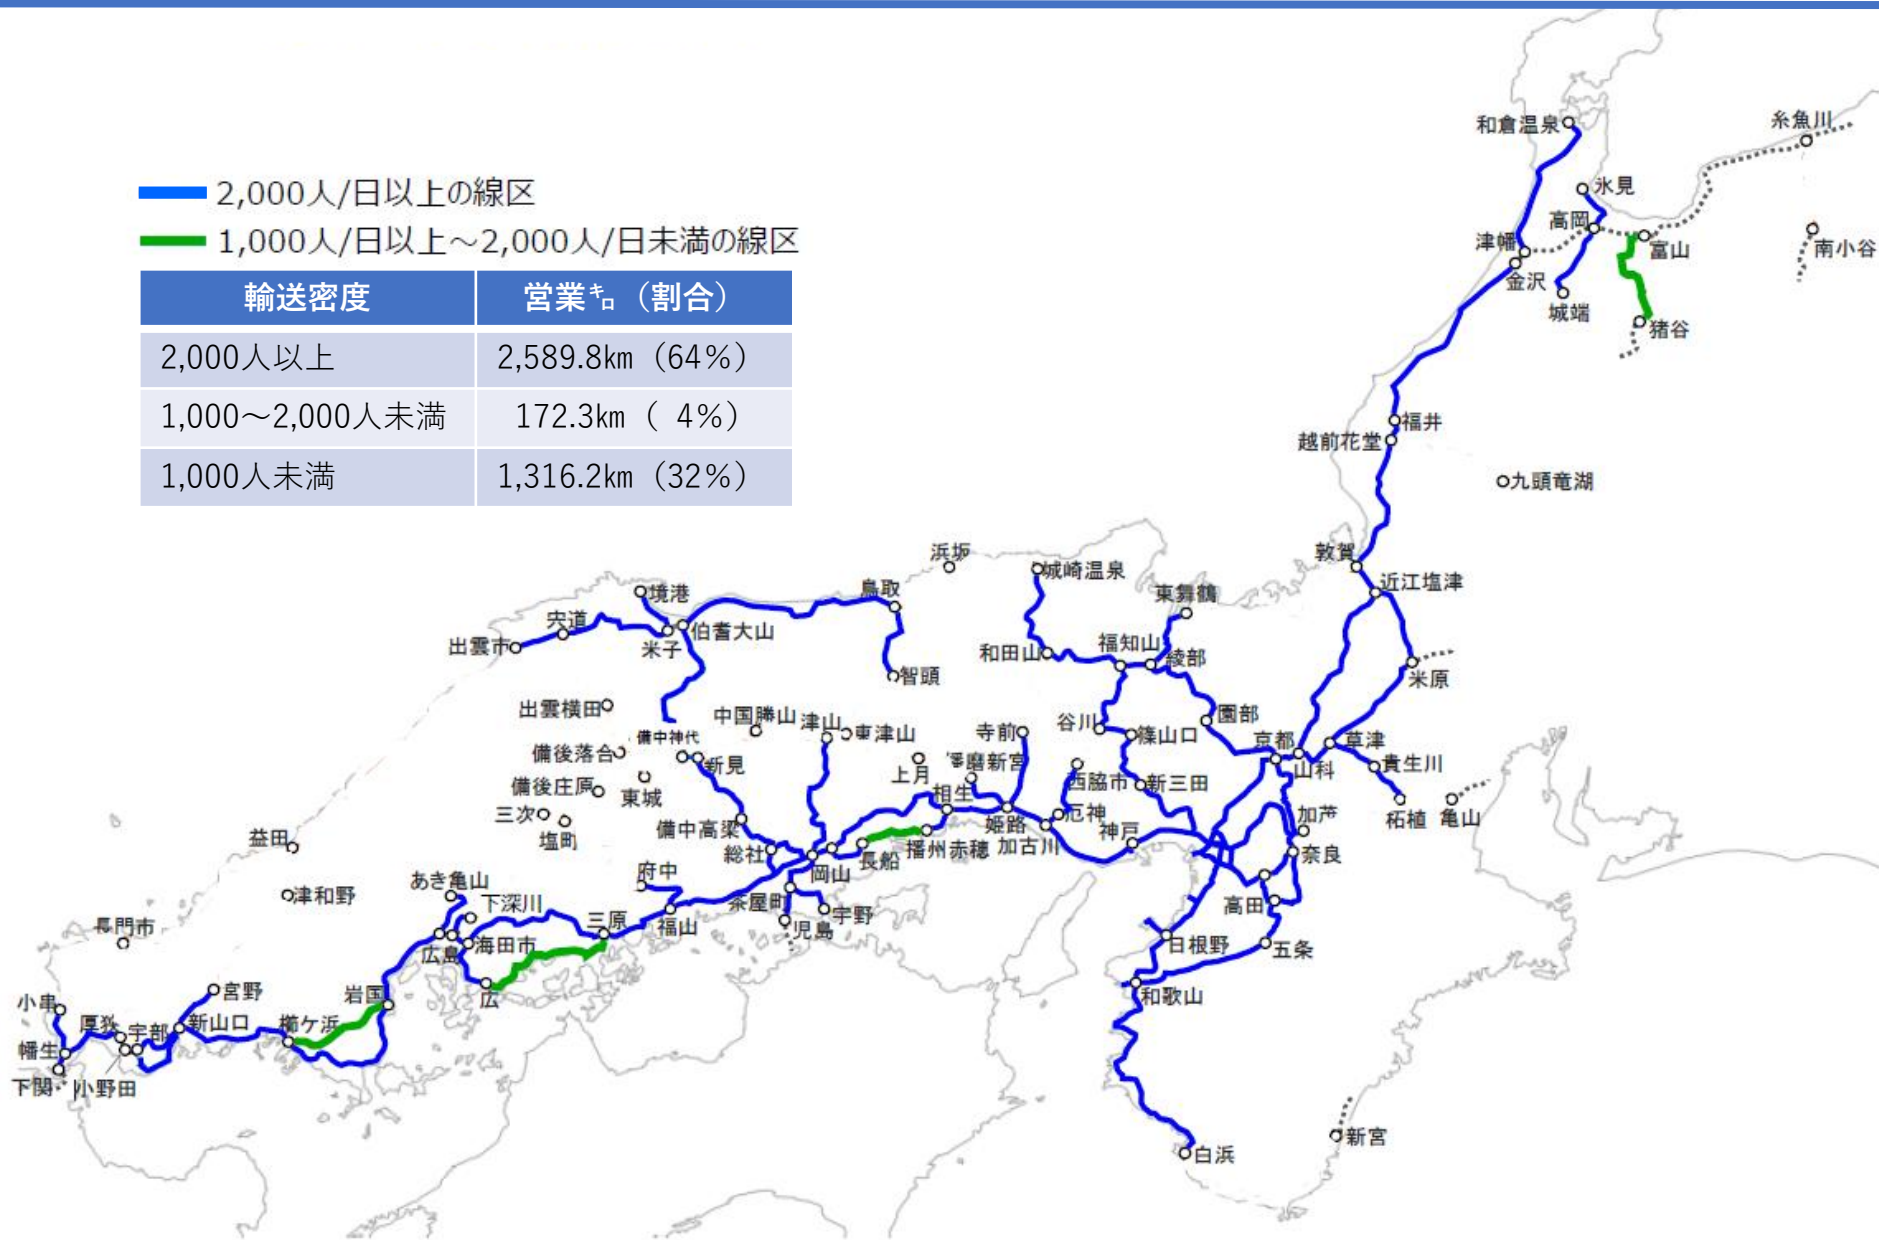 2,000人/日以上の線区
1,000人/日以上～2,000人/日未満の線区
輸送密度 営業㌔（割合）
2,000人以上 2,589.8㎞（64％）
1,000～2,000人未満 172.3㎞（ 4％）
1,000人未満 1,316.2㎞（32％）
和倉温泉
糸魚川
氷見
高岡
津幡
富山
南小谷
金沢
城端
猪谷
福井
越前花堂
九頭竜湖
敦賀
近江塩津
浜坂
城崎温泉
東舞鶴
境港
鳥取
宍道
伯耆大山
出雲市
米子
和田山
福知山
綾部
智頭
米原
出雲横田
中国勝山
津山
東津山
寺前
谷川
篠山口
園部
京都
草津
備後落合
備中神代
新見
上月
播磨新宮
西脇市
新三田
山科
貴生川
備後庄原
東城
相生
三次
塩町
備中高梁
姫路
厄神
神戸
加茂
柘植
亀山
益田
総社
岡山
長船
播州赤穂
加古川
奈良
府中
あき亀山
津和野
下深川
三原
福山
茶屋町
宇野
高田
長門市
児島
海田市
広島
日根野
五条
小串
宮野
岩国
広
和歌山
厚狭
宇部
新山口
櫛ケ浜
幡生
下関
小野田
新宮
白浜